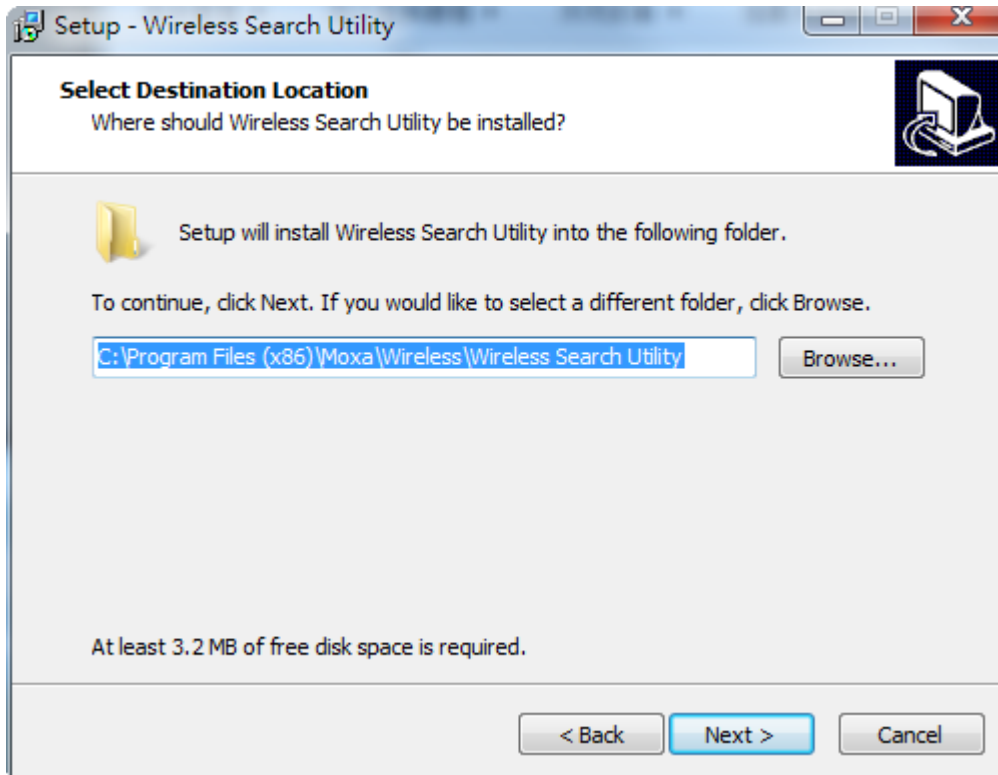 Setup - Wireless Search Utility
Select Destination Location
Where should Wireless Search Utility be installed?
Setup will install Wireless Search Utility into the following folder.
To continue, click Next. If you would like to select a different folder, click Browse.
C:\Program Files (x86)\Moxa\Wireless\Wireless Search Utility
Browse...
At least 3.2 MB of free disk space is required.
< Back
Next >
Cancel